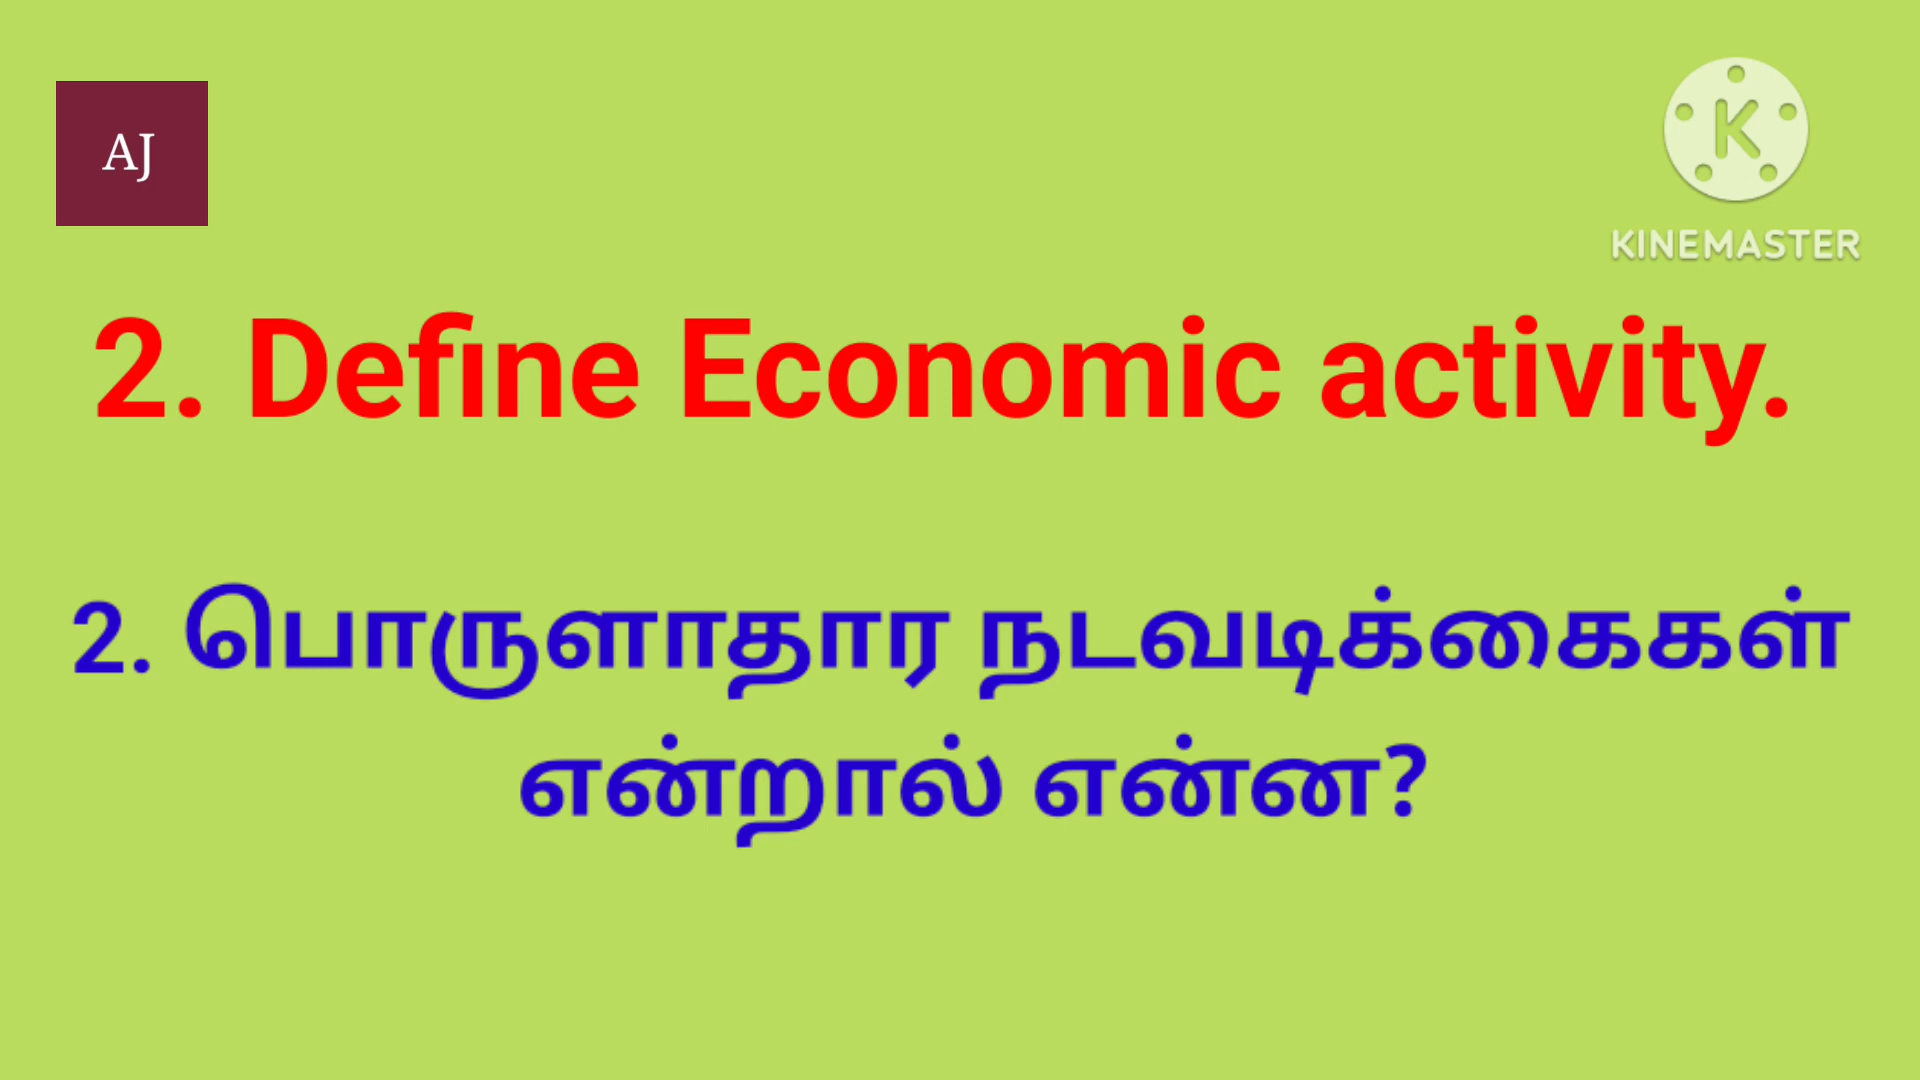 AJ
KINEMASTER
2. Define Economic activity.
2. பொருளாதார நடவடிக்கைகள்
என்றால் என்ன?